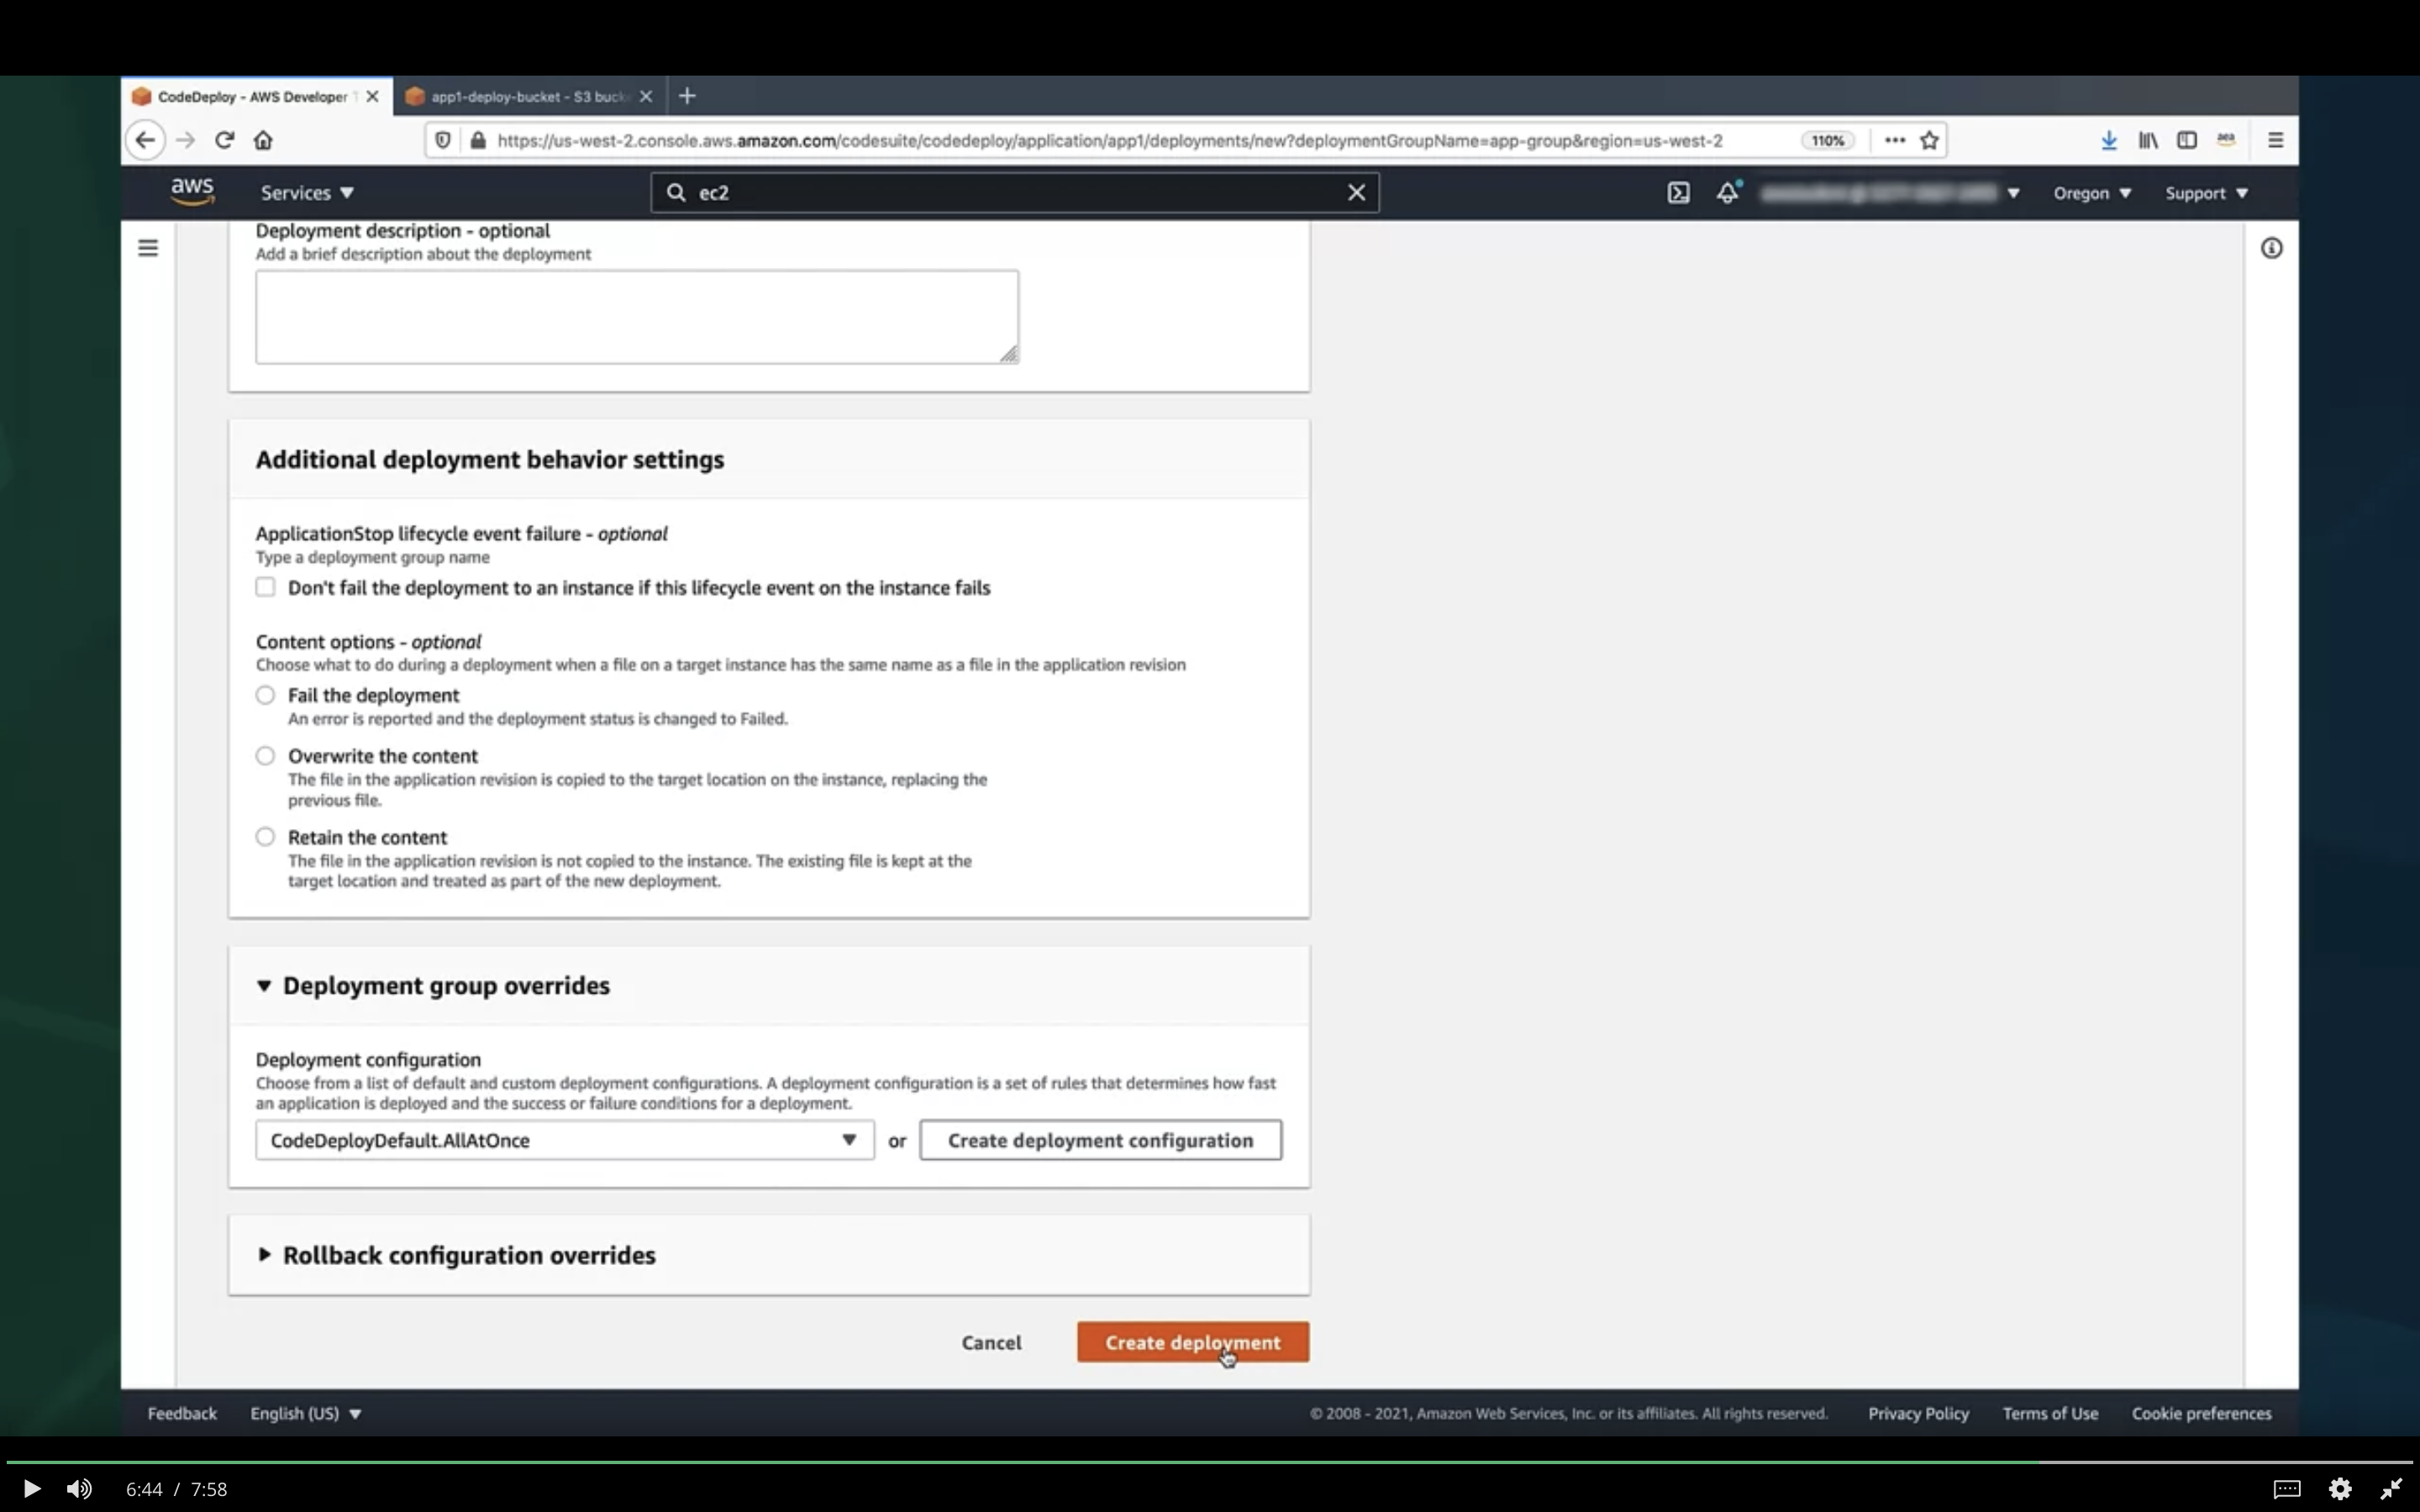 CodeDeploy - AWS Developer T
app1-deploy-bucket - S3 buck
https://us-west-2.console.aws.amazon.com/codesuite/codedeploy/application/app1/deployments/new?deploymentGroupName=app-group&region=us-west-2
110%
aws
Services
ec2
Oregon
Support
Deployment description - optional
Add a brief description about the deployment
Additional deployment behavior settings
ApplicationStop lifecycle event failure - optional
Type a deployment group name
Don't fail the deployment to an instance if this lifecycle event on the instance fails
Content options - optional
Choose what to do during a deployment when a file on a target instance has the same name as a file in the application revision
Fail the deployment
An error is reported and the deployment status is changed to Failed.
Overwrite the content
The file in the application revision is copied to the target location on the instance, replacing the
previous file.
Retain the content
The file in the application revision is not copied to the instance. The existing file is kept at the
target location and treated as part of the new deployment.
Deployment group overrides
Deployment configuration
Choose from a list of default and custom deployment configurations. A deployment configuration is a set of rules that determines how fast
an application is deployed and the success or failure conditions for a deployment.
CodeDeployDefault.AllAtOnce
or
Create deployment configuration
Rollback configuration overrides
Cancel
Create deployment
Feedback
English (US)
© 2008 - 2021, Amazon Web Services, Inc. or its affiliates. All rights reserved.
Privacy Policy
Terms of Use
Cookie preferences
6:44 / 7:58